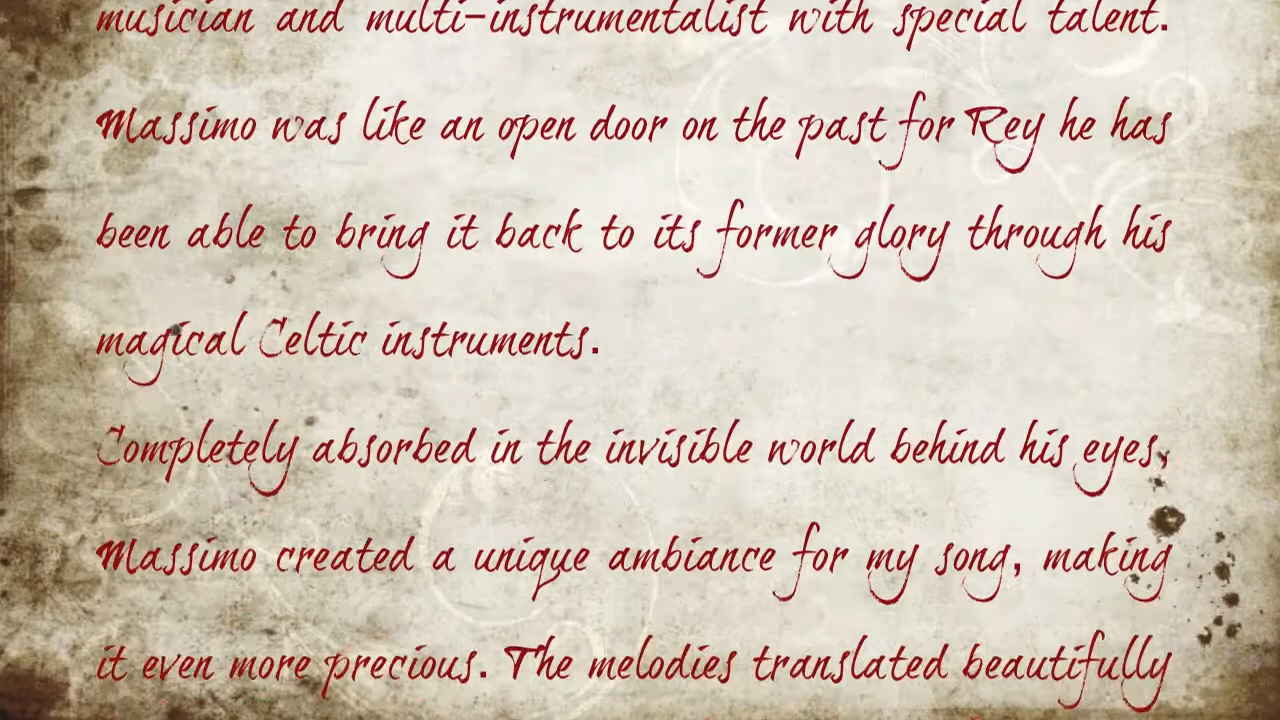 musician and multi-instrumentalist with special talent.
Massimo was like an open door on the past for Rey he has
been able to bring it back to its former glory through his
magical Celtic instruments.
Completely absorbed in the invisible world behind his eyes,
Massimo created a unique ambiance for my song, making
it even more precious. The melodies translated beautifully